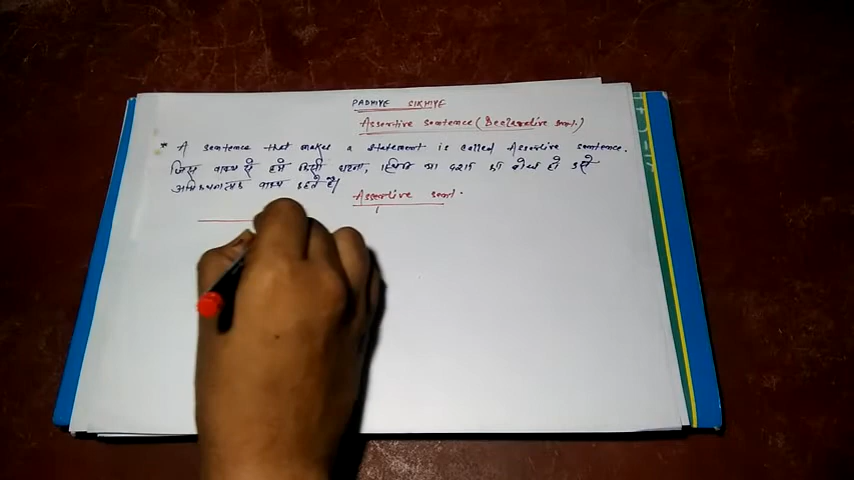 PADHIYE SIKHIYE
Assertive sentence (Declarative sent.)
* A sentence that makes a statement is called Assertive sentence.
जिस वाक्य से हमे किसी घटना, स्थिति या दशा का बोध हो उसे
अभिकथनात्मक वाक्य कहते है।
Assertive sent.